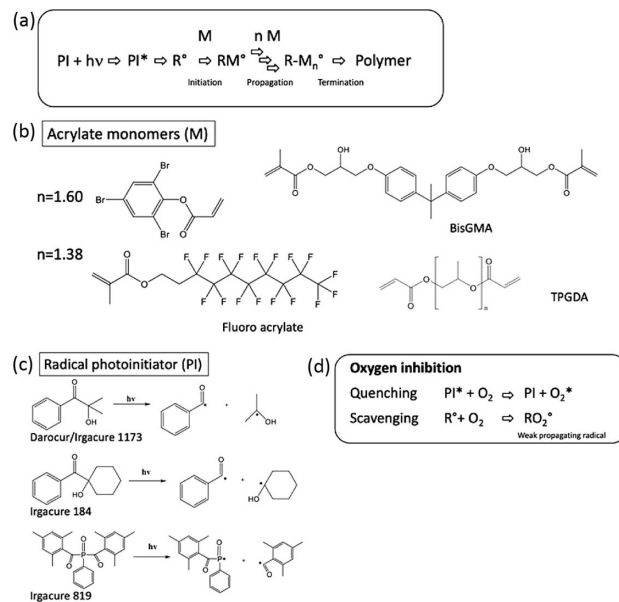 (a)
M n M
PI + hν ⇨ PI* ⇨ R° ⇨ RM° ⇨ R-Mn° ⇨ Polymer
Initiation Propagation Termination
(b) Acrylate monomers (M)
n=1.60
Br
Br
Br
O
O
O
O
OH
O
O
OH
O
O
BisGMA
n=1.38
O
O
F F F F F F F F
F
F F F F F F F F
Fluoro acrylate
O
O
O
O
n
TPGDA
(c) Radical photoinitiator (PI)
O
OH
hν
O
+
OH
Darocur/Irgacure 1173
O
HO
hν
O
+
HO
Irgacure 184
O
P
O
O
hν
O
P
O
+
O
Irgacure 819
(d)
Oxygen inhibition
Quenching PI* + O2 ⇨ PI + O2*
Scavenging R°+ O2 ⇨ RO2°
Weak propagating radical